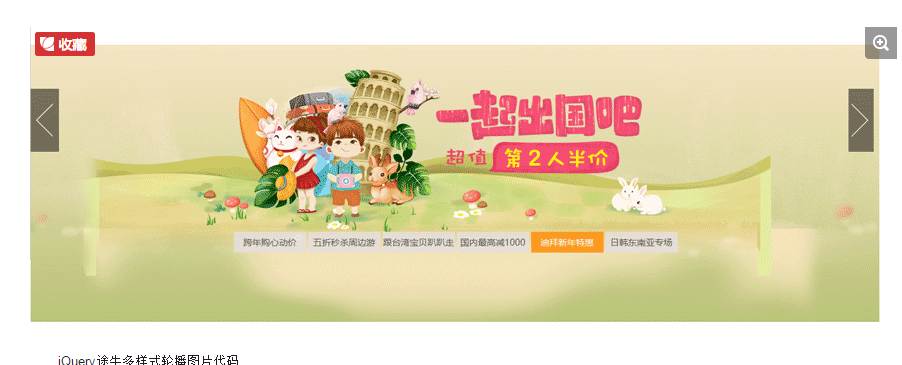 收藏
一起出国吧
超值 第2人半价
跨年购心动价 五折秒杀周边游 跟台湾宝贝趴趴走 国内最高减1000 迪拜新年特惠 日韩东南亚专场
jQuery途牛多样式轮播图片代码